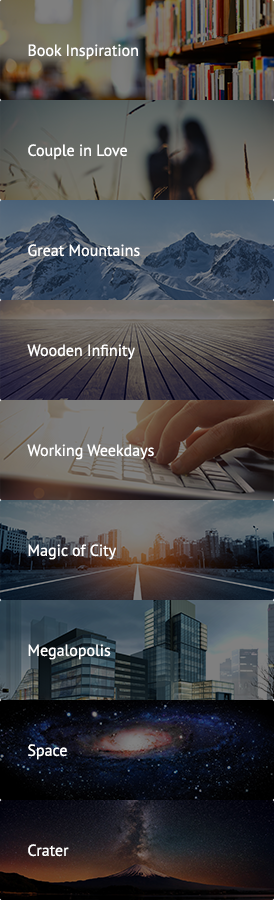 Book Inspiration
Couple in Love
Great Mountains
Wooden Infinity
Working Weekdays
Magic of City
Megalopolis
Space
Crater